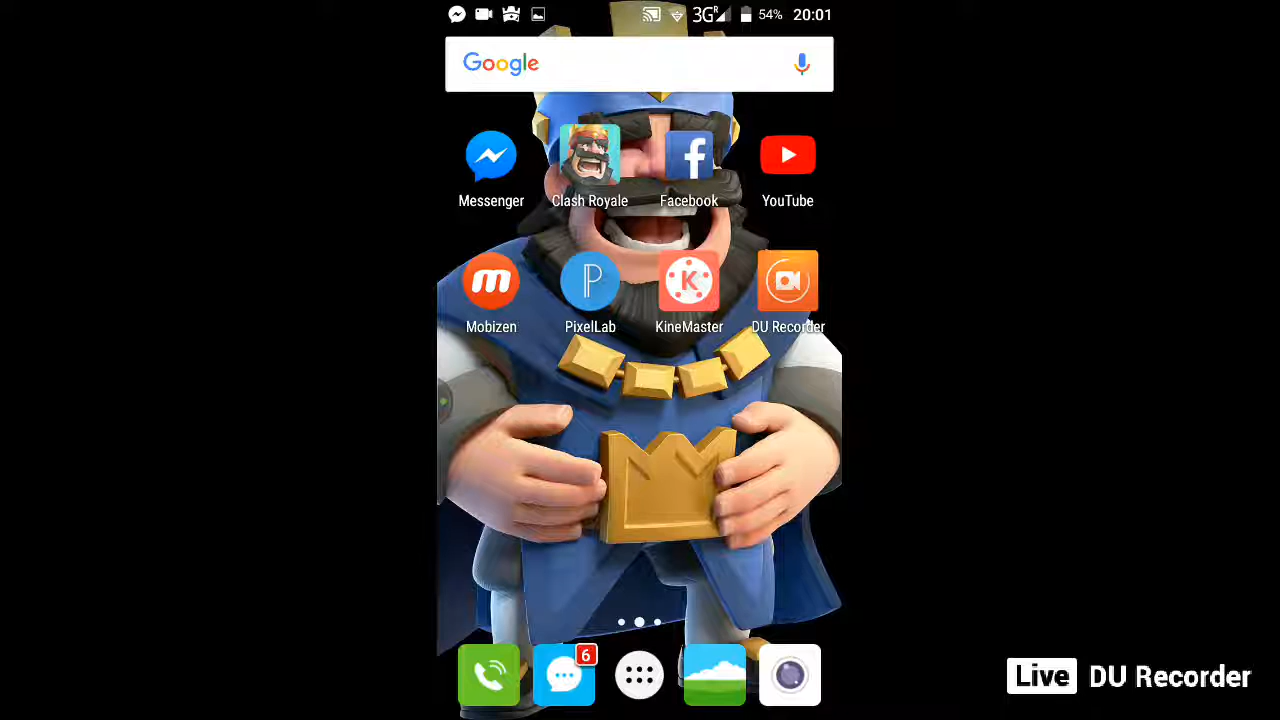 3G R 54% 20:01
Google
Messenger Clash Royale Facebook YouTube
Mobizen PixelLab KineMaster DU Recorder
6
Live DU Recorder